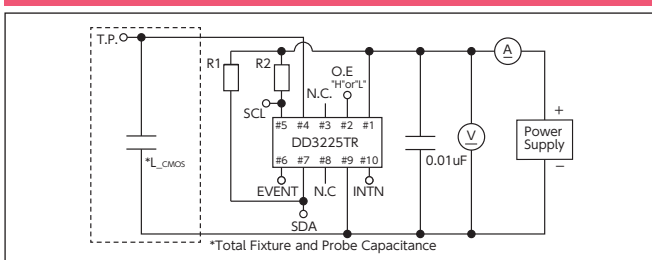 T.P.
R1
R2
O.E
"H"or"L"
A
N.C.
SCL
+
#5 #4 #3 #2 #1
DD3225TR
#6 #7 #8 #9 #10
V
Power
Supply
*L_CMOS
0.01uF
−
EVENT
N.C
INTN
SDA
*Total Fixture and Probe Capacitance